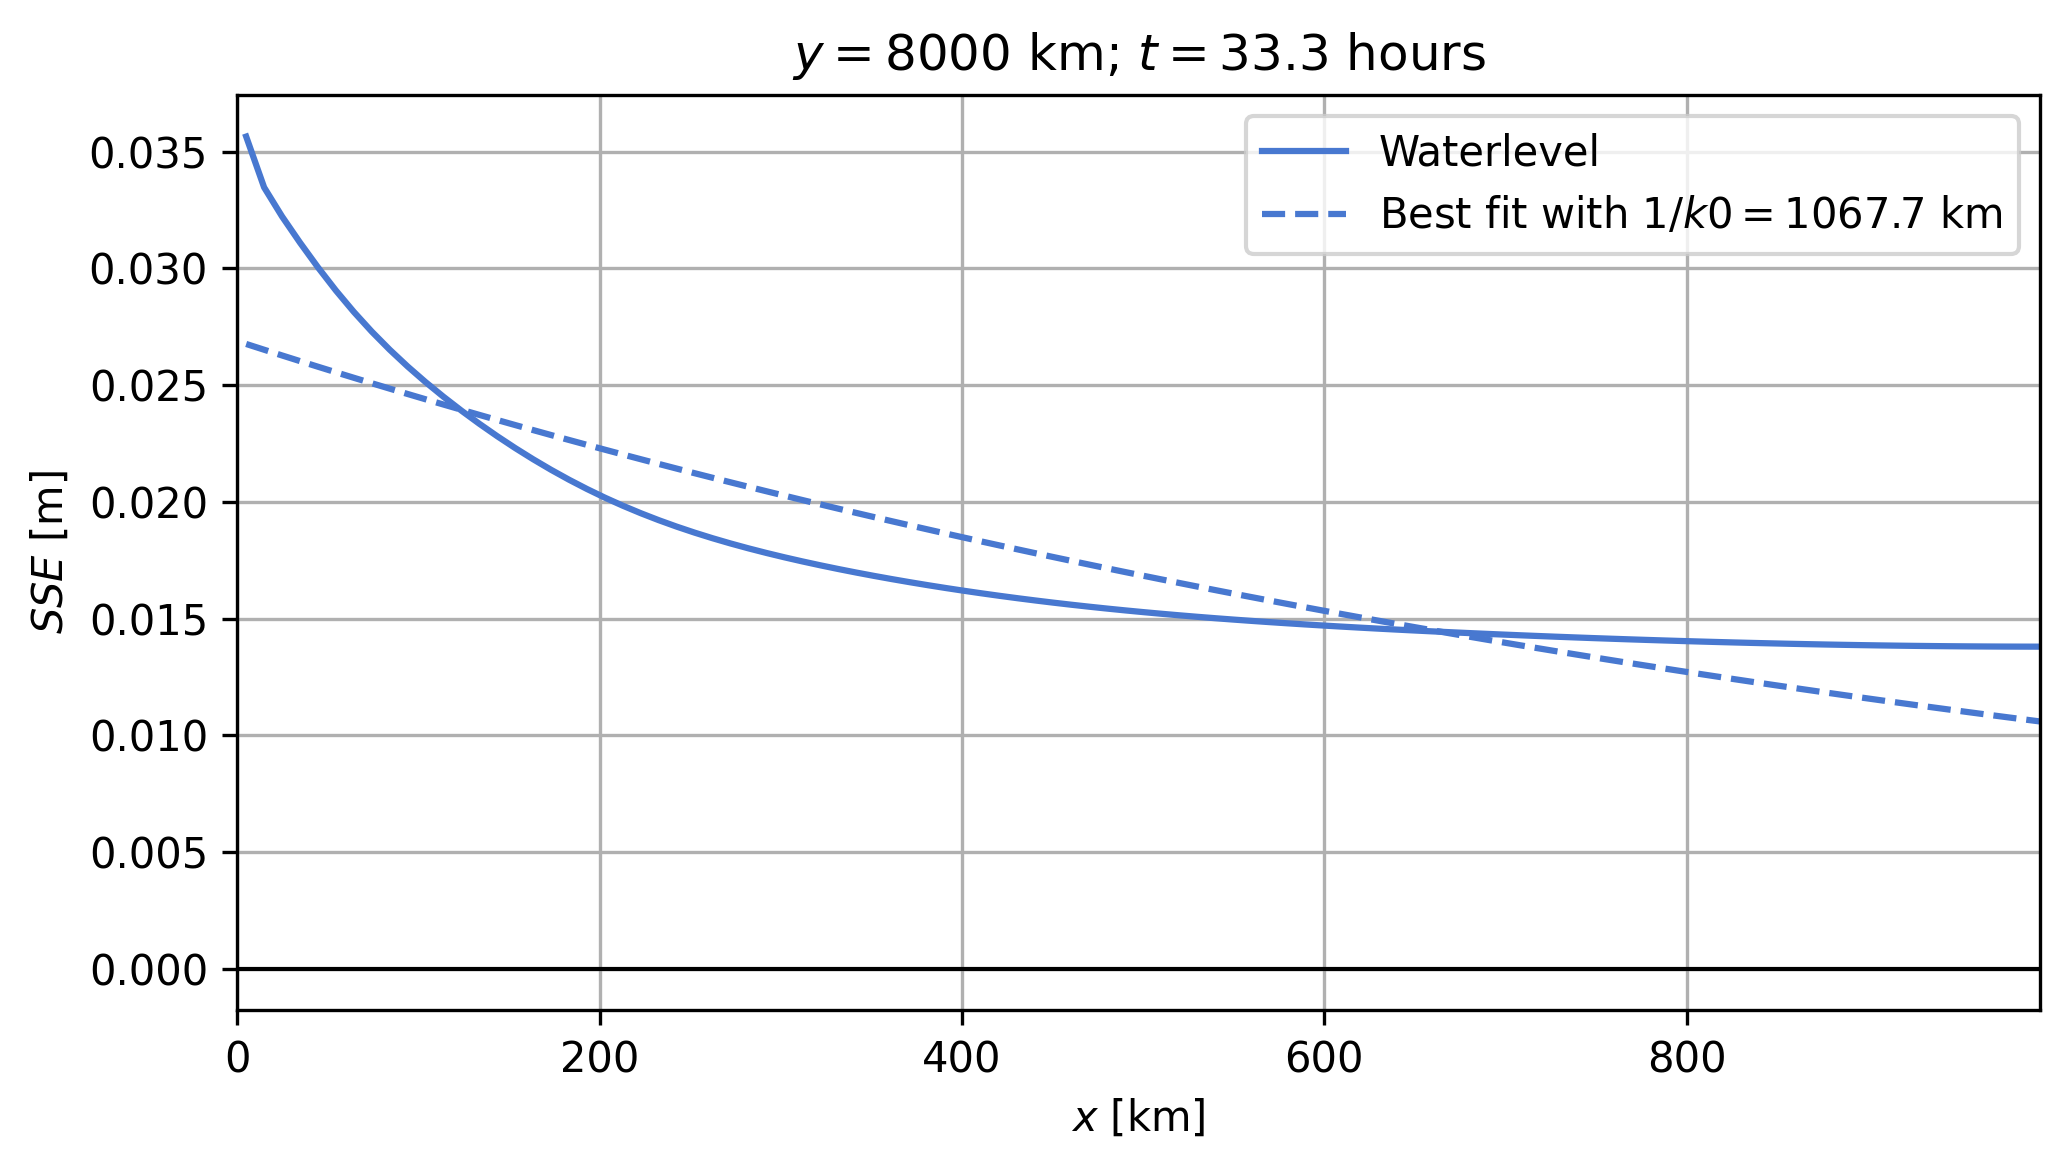 y = 8000 km; t = 33.3 hours
Waterlevel
Best fit with 1/k0 = 1067.7 km
SSE [m]
0.035
0.030
0.025
0.020
0.015
0.010
0.005
0.000
0 200 400 600 800
x [km]